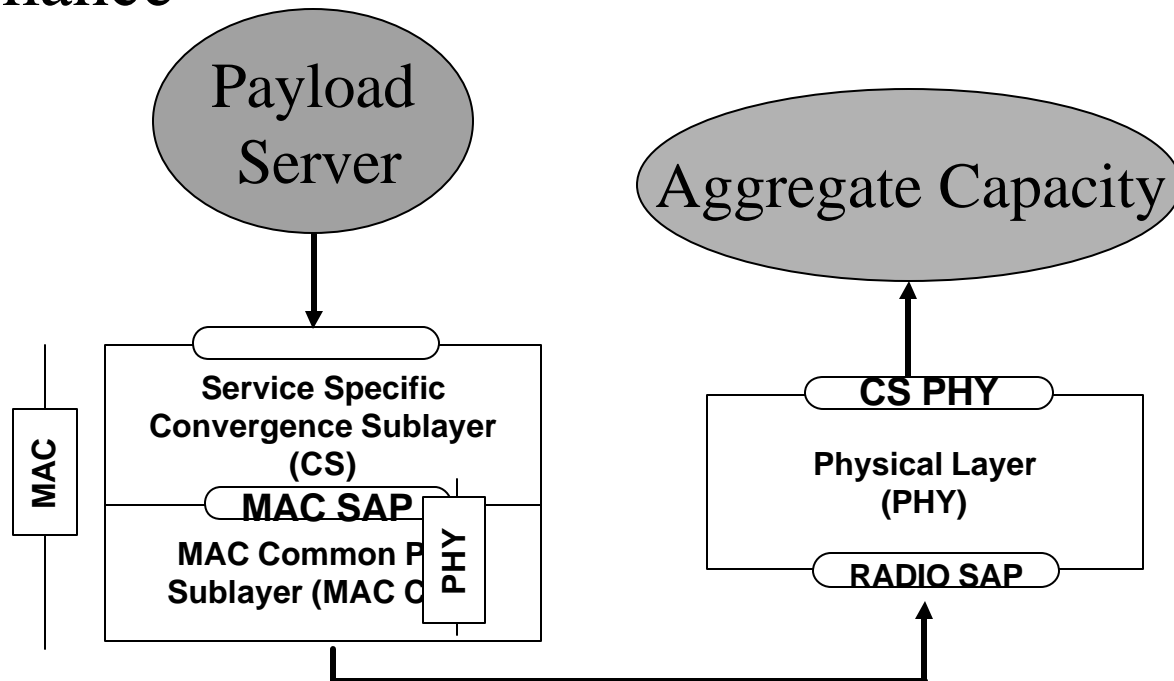 Payload
Server
Aggregate Capacity
Service Specific
Convergence Sublayer
(CS)
MAC
MAC SAP
MAC Common P
Sublayer (MAC C
PHY
CS PHY
Physical Layer
(PHY)
RADIO SAP